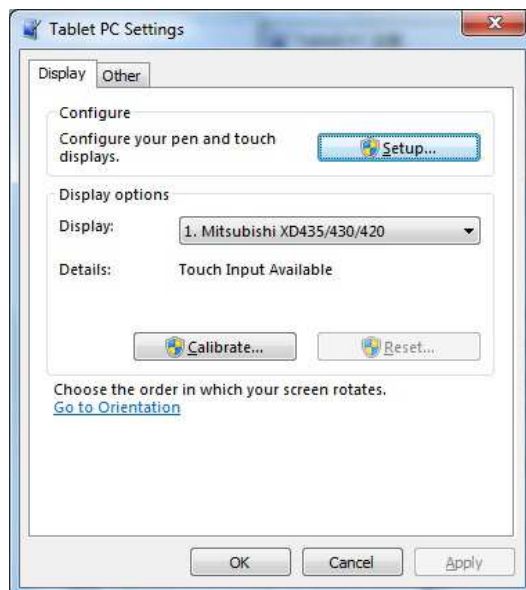 Tablet PC Settings
Display
Other
Configure
Configure your pen and touch
displays.
Setup...
Display options
Display:
1. Mitsubishi XD435/430/420
Details:
Touch Input Available
Calibrate...
Reset...
Choose the order in which your screen rotates.
Go to Orientation
OK
Cancel
Apply